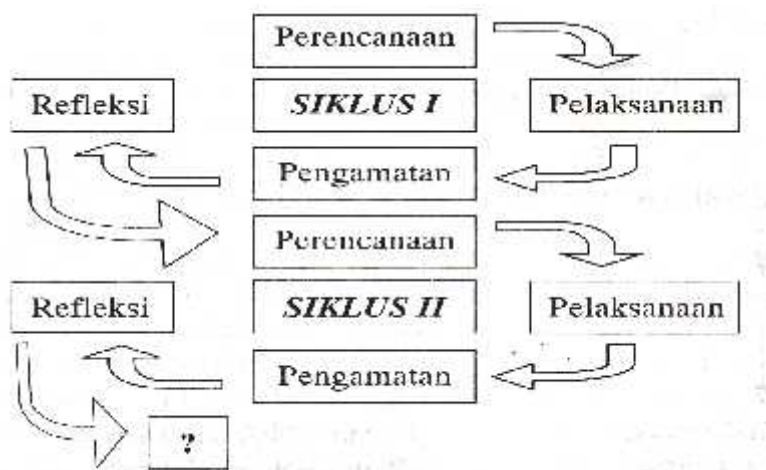 Perencanaan
Refleksi
SIKLUS I
Pelaksanaan
Pengamatan
Perencanaan
Refleksi
SIKLUS II
Pelaksanaan
Pengamatan
?